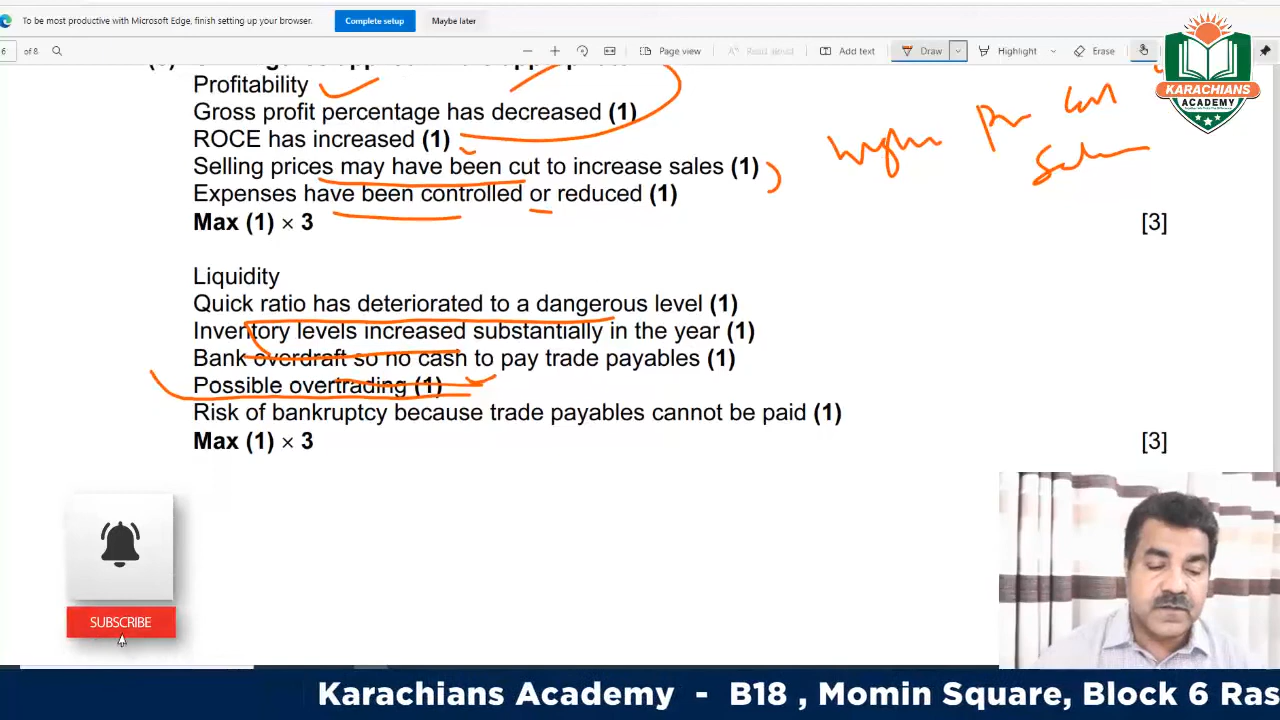 To be most productive with Microsoft Edge, finish setting up your browser.
Complete setup
Maybe later
6 of 8
Page view
Read aloud
Add text
Draw
Highlight
Erase
KARACHIANS
ACADEMY
Profitability
Gross profit percentage has decreased (1)
ROCE has increased (1)
Selling prices may have been cut to increase sales (1)
Expenses have been controlled or reduced (1)
Max (1) × 3 [3]
Liquidity
Quick ratio has deteriorated to a dangerous level (1)
Inventory levels increased substantially in the year (1)
Bank overdraft so no cash to pay trade payables (1)
Possible overtrading (1)
Risk of bankruptcy because trade payables cannot be paid (1)
Max (1) × 3 [3]
SUBSCRIBE
Karachians Academy - B18 , Momin Square, Block 6 Ras